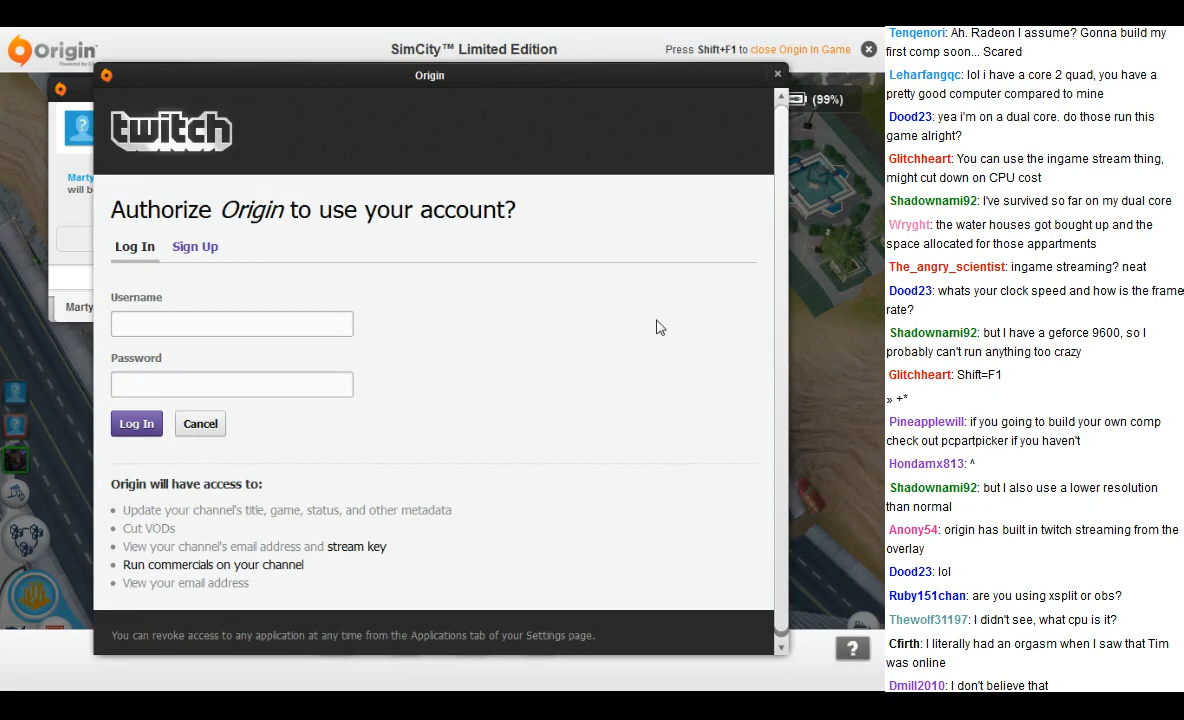 Origin
Powered by
SimCity™ Limited Edition
Press Shift+F1 to close Origin In Game
Origin
(99%)
twitch
Marty
will be
Marty
Authorize Origin to use your account?
Log In Sign Up
Username
Password
Log In Cancel
Origin will have access to:
Update your channel's title, game, status, and other metadata
Cut VODs
View your channel's email address and stream key
Run commercials on your channel
View your email address
You can revoke access to any application at any time from the Applications tab of your Settings page.
?
Tenqenori: Ah. Radeon I assume? Gonna build my
first comp soon... Scared
Leharfangqc: lol i have a core 2 quad, you have a
pretty good computer compared to mine
Dood23: yea i'm on a dual core. do those run this
game alright?
Glitchheart: You can use the ingame stream thing,
might cut down on CPU cost
Shadownami92: I've survived so far on my dual core
Wryght: the water houses got bought up and the
space allocated for those appartments
The_angry_scientist: ingame streaming? neat
Dood23: whats your clock speed and how is the frame
rate?
Shadownami92: but I have a geforce 9600, so I
probably can't run anything too crazy
Glitchheart: Shift=F1
» +*
Pineapplewill: if you going to build your own comp
check out pcpartpicker if you haven't
Hondamx813: ^
Shadownami92: but I also use a lower resolution
than normal
Anony54: origin has built in twitch streaming from the
overlay
Dood23: lol
Ruby151chan: are you using xsplit or obs?
Thewolf31197: I didn't see, what cpu is it?
Cfirth: I literally had an orgasm when I saw that Tim
was online
Dmill2010: I don't believe that